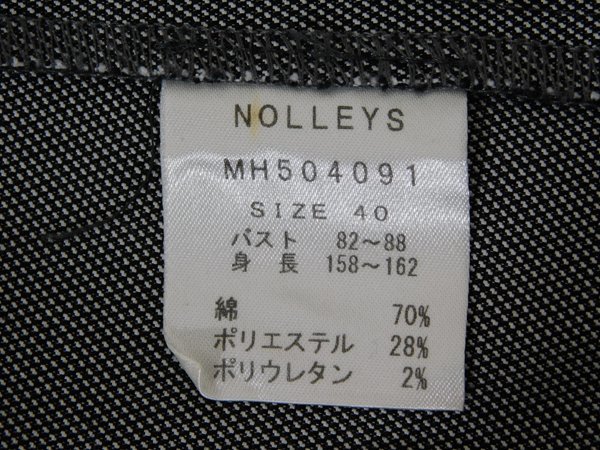 NOLLEYS
MH504091
SIZE 40
バスト 82～88
身長 158～162
綿 70%
ポリエステル 28%
ポリウレタン 2%